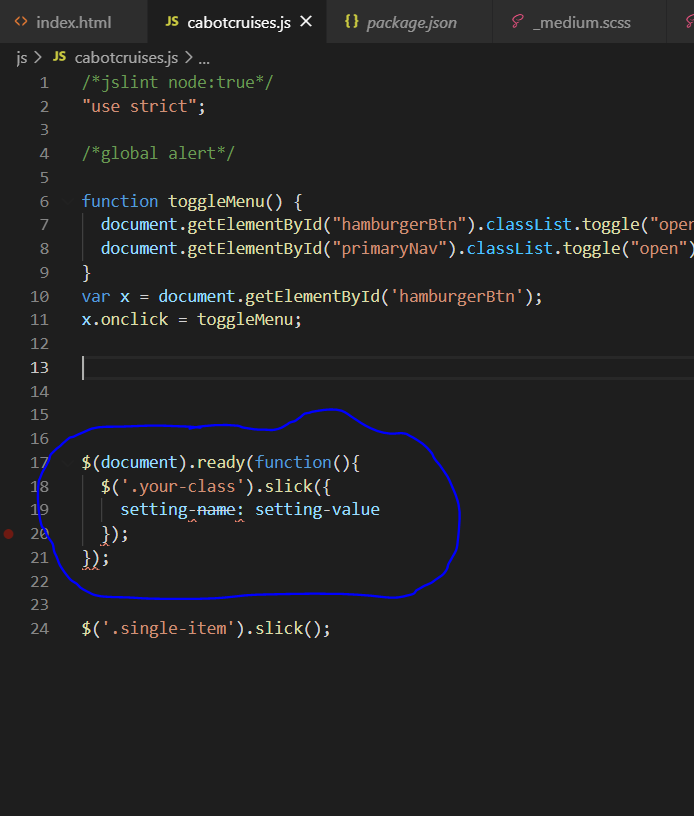 index.html JS cabotcruises.js {} package.json _medium.scss
js > JS cabotcruises.js > ...
1 /*jslint node:true*/
2 "use strict";
3
4 /*global alert*/
5
6 function toggleMenu() {
7 document.getElementById("hamburgerBtn").classList.toggle("open
8 document.getElementById("primaryNav").classList.toggle("open")
9 }
10 var x = document.getElementById('hamburgerBtn');
11 x.onclick = toggleMenu;
12
13
14
15
16
17 $(document).ready(function(){
18 $('.your-class').slick({
19 setting-name: setting-value
20 });
21 });
22
23
24 $('.single-item').slick();